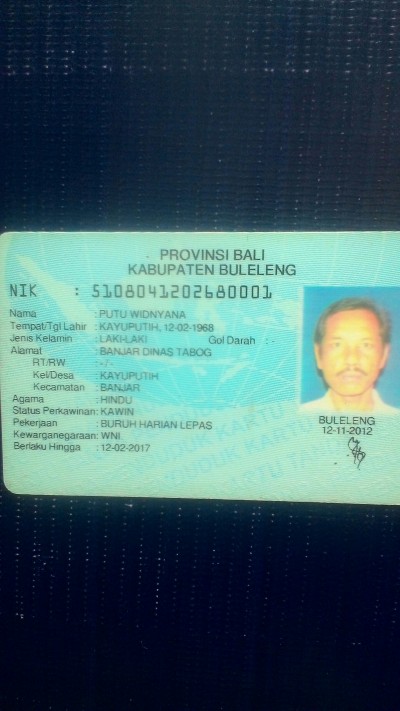 PROVINSI BALI
KABUPATEN BULELENG
NIK : 5108041202680001
Nama : PUTU WIDNYANA
Tempat/Tgl Lahir : KAYUPUTIH, 12-02-1968
Jenis Kelamin : LAKI-LAKI Gol Darah : -
Alamat : BANJAR DINAS TABOG
RT/RW : -/-
Kel/Desa : KAYUPUTIH
Kecamatan : BANJAR
Agama : HINDU
Status Perkawinan: KAWIN
Pekerjaan : BURUH HARIAN LEPAS
Kewarganegaraan: WNI
Berlaku Hingga : 12-02-2017
BULELENG
12-11-2012